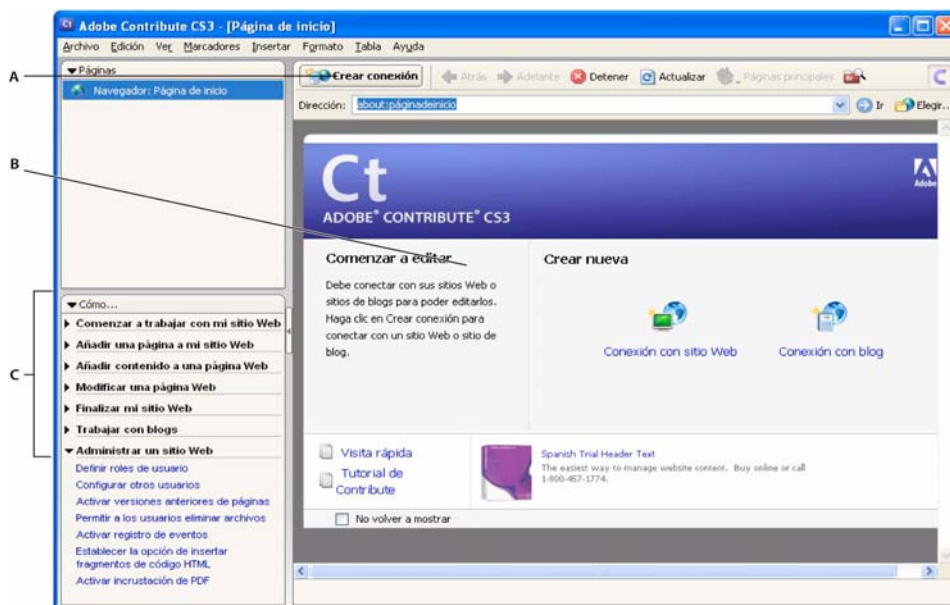 Adobe Contribute CS3 - [Página de inicio]
Archivo Edición Ver Marcadores Insertar Formato Tabla Ayuda
A
Páginas
Navegador: Página de inicio
Crear conexión Atrás Adelante Detener Actualizar Páginas principales
Dirección: about:páginadeinicio Ir Elegir...
B
Ct
ADOBE® CONTRIBUTE® CS3
Adobe
Comenzar a editar
Debe conectar con sus sitios Web o
sitios de blogs para poder editarlos.
Haga clic en Crear conexión para
conectar con un sitio Web o sitio de
blog.
Crear nueva
Conexión con sitio Web
Conexión con blog
C
Cómo...
Comenzar a trabajar con mi sitio Web
Añadir una página a mi sitio Web
Añadir contenido a una página Web
Modificar una página Web
Finalizar mi sitio Web
Trabajar con blogs
Administrar un sitio Web
Definir roles de usuario
Configurar otros usuarios
Activar versiones anteriores de páginas
Permitir a los usuarios eliminar archivos
Activar registro de eventos
Establecer la opción de insertar
fragmentos de código HTML
Activar incrustación de PDF
Visita rápida
Tutorial de
Contribute
Spanish Trial Header Text
The easiest way to manage website content. Buy online or call
1-800-457-1774.
No volver a mostrar